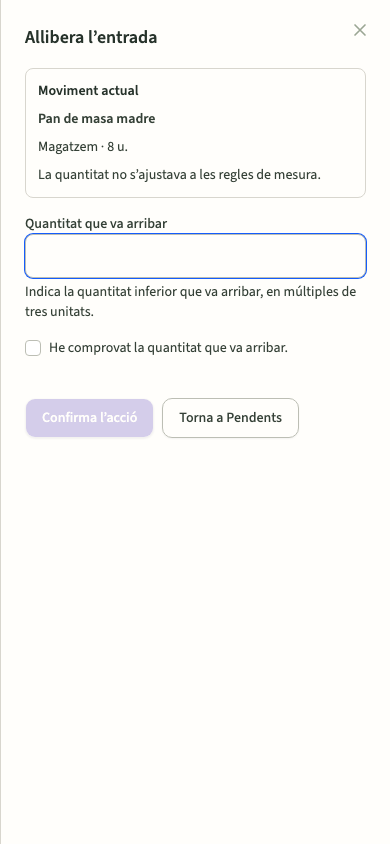 Allibera l’entrada
Moviment actual
Pan de masa madre
Magatzem · 8 u.
La quantitat no s’ajustava a les regles de mesura.
Quantitat que va arribar
Indica la quantitat inferior que va arribar, en múltiples de
tres unitats.
He comprovat la quantitat que va arribar.
Confirma l’acció
Torna a Pendents